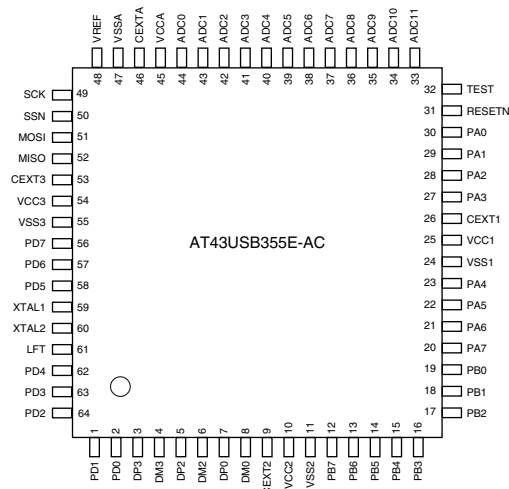 VREF VSSA CEXTA VCCA ADC0 ADC1 ADC2 ADC3 ADC4 ADC5 ADC6 ADC7 ADC8 ADC9 ADC10 ADC11
48 47 46 45 44 43 42 41 40 39 38 37 36 35 34 33
SCK 49
SSN 50
MOSI 51
MISO 52
CEXT3 53
VCC3 54
VSS3 55
PD7 56
PD6 57
PD5 58
XTAL1 59
XTAL2 60
LFT 61
PD4 62
PD3 63
PD2 64
AT43USB355E-AC
32 TEST
31 RESETN
30 PA0
29 PA1
28 PA2
27 PA3
26 CEXT1
25 VCC1
24 VSS1
23 PA4
22 PA5
21 PA6
20 PA7
19 PB0
18 PB1
17 PB2
1 2 3 4 5 6 7 8 9 10 11 12 13 14 15 16
PD1 PD0 DP3 DM3 DP2 DM2 DP0 DM0 CEXT2 VCC2 VSS2 PB7 PB6 PB5 PB4 PB3